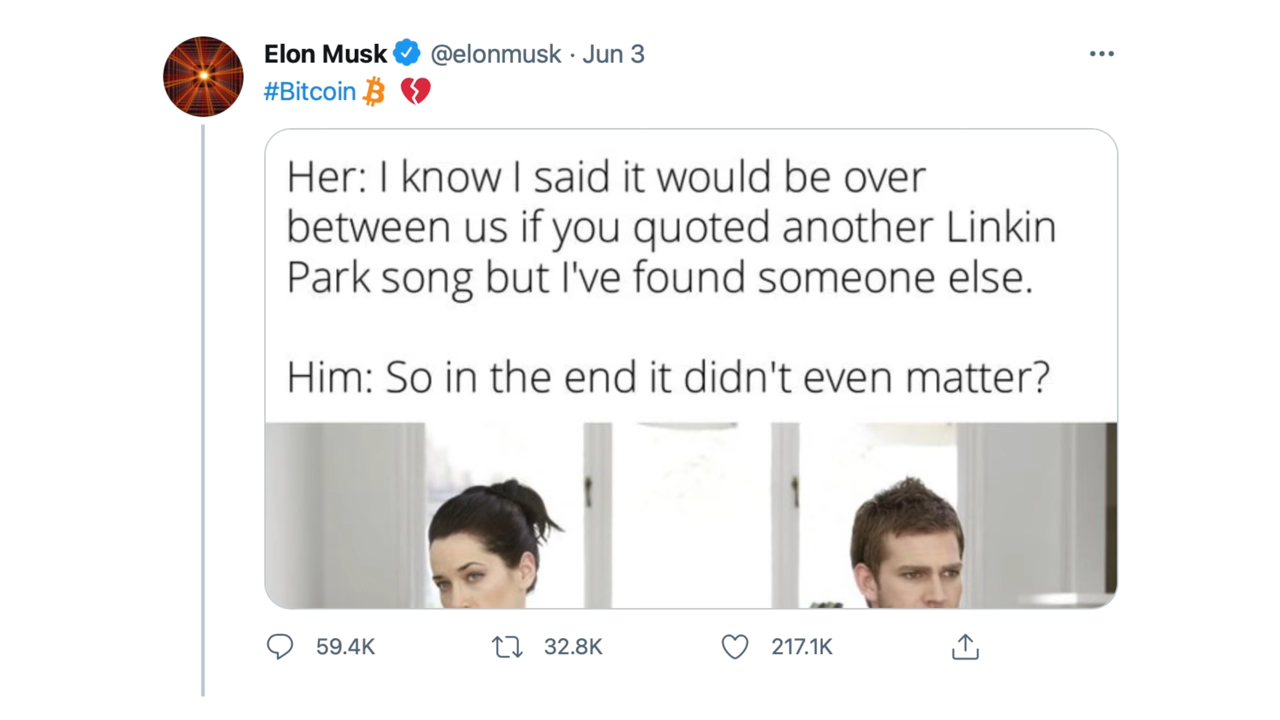 Elon Musk @elonmusk · Jun 3
#Bitcoin
Her: I know I said it would be over
between us if you quoted another Linkin
Park song but I've found someone else.
Him: So in the end it didn't even matter?
59.4K 32.8K 217.1K